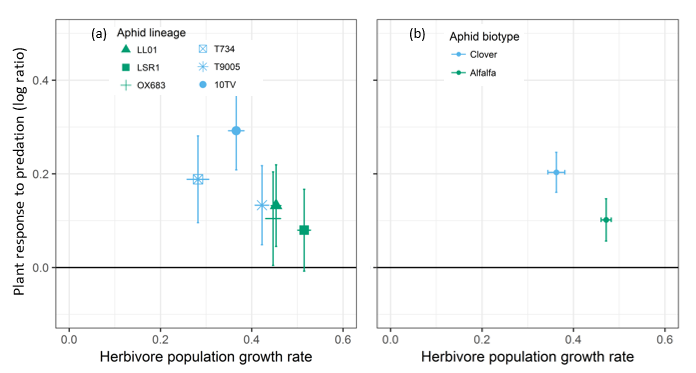 (a) Aphid lineage
LL01 T734
LSR1 T9005
OX683 10TV
(b) Aphid biotype
Clover
Alfalfa
Plant response to predation (log ratio)
0.4
0.2
0.0
0.0 0.2 0.4 0.6
0.0 0.2 0.4 0.6
Herbivore population growth rate
Herbivore population growth rate